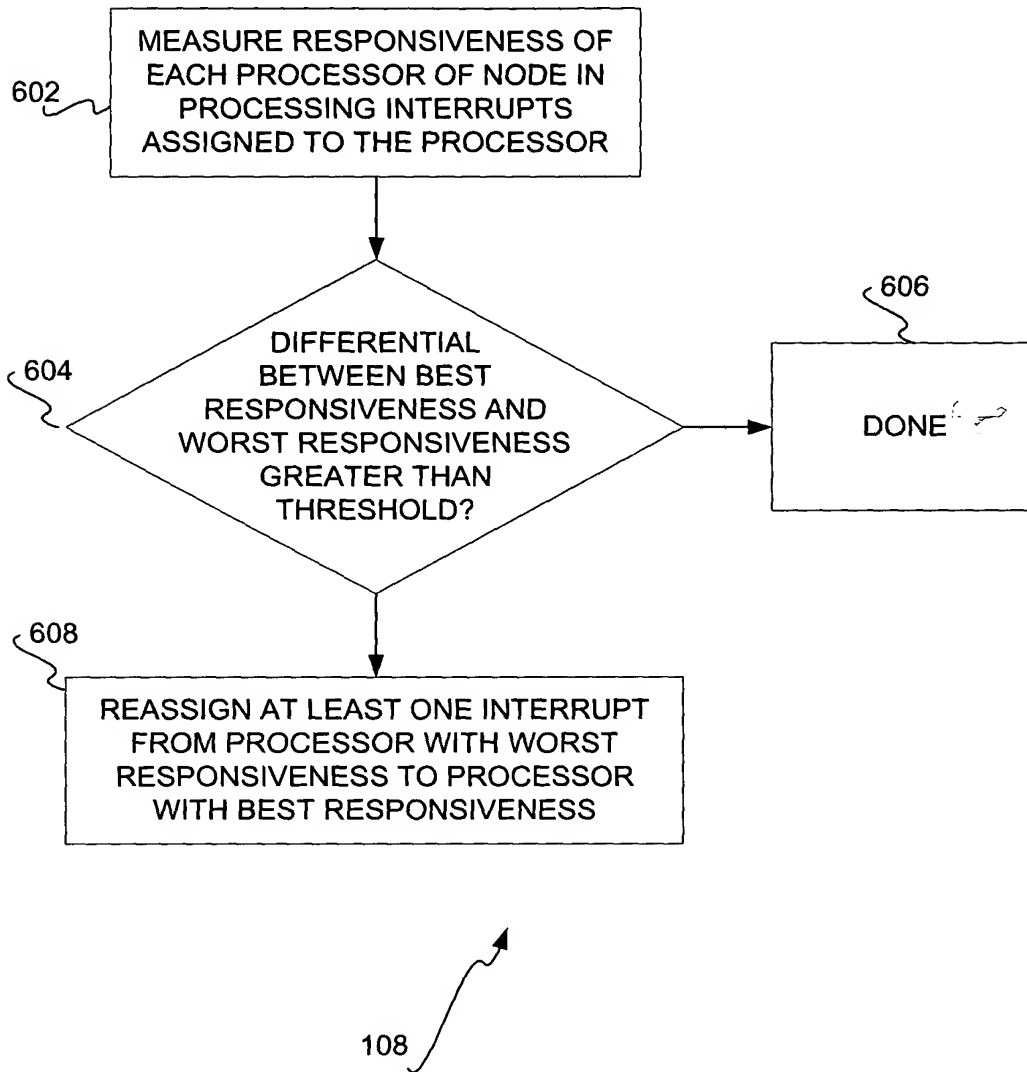 602
MEASURE RESPONSIVENESS OF
EACH PROCESSOR OF NODE IN
PROCESSING INTERRUPTS
ASSIGNED TO THE PROCESSOR
604
DIFFERENTIAL
BETWEEN BEST
RESPONSIVENESS AND
WORST RESPONSIVENESS
GREATER THAN
THRESHOLD?
606
DONE
608
REASSIGN AT LEAST ONE INTERRUPT
FROM PROCESSOR WITH WORST
RESPONSIVENESS TO PROCESSOR
WITH BEST RESPONSIVENESS
108